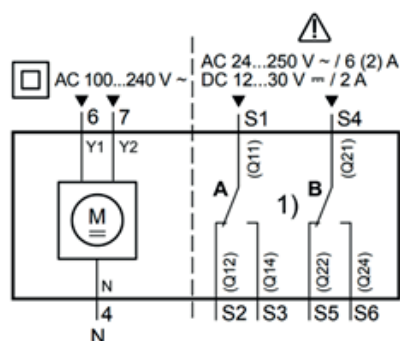 AC 24...250 V ~ / 6 (2) A
AC 100...240 V ~ DC 12...30 V ⎓ / 2 A
6 7 S1 S4
Y1 Y2 (Q11) (Q21)
M A 1) B
N (Q12) (Q14) (Q22) (Q24)
4 S2 S3 S5 S6
N